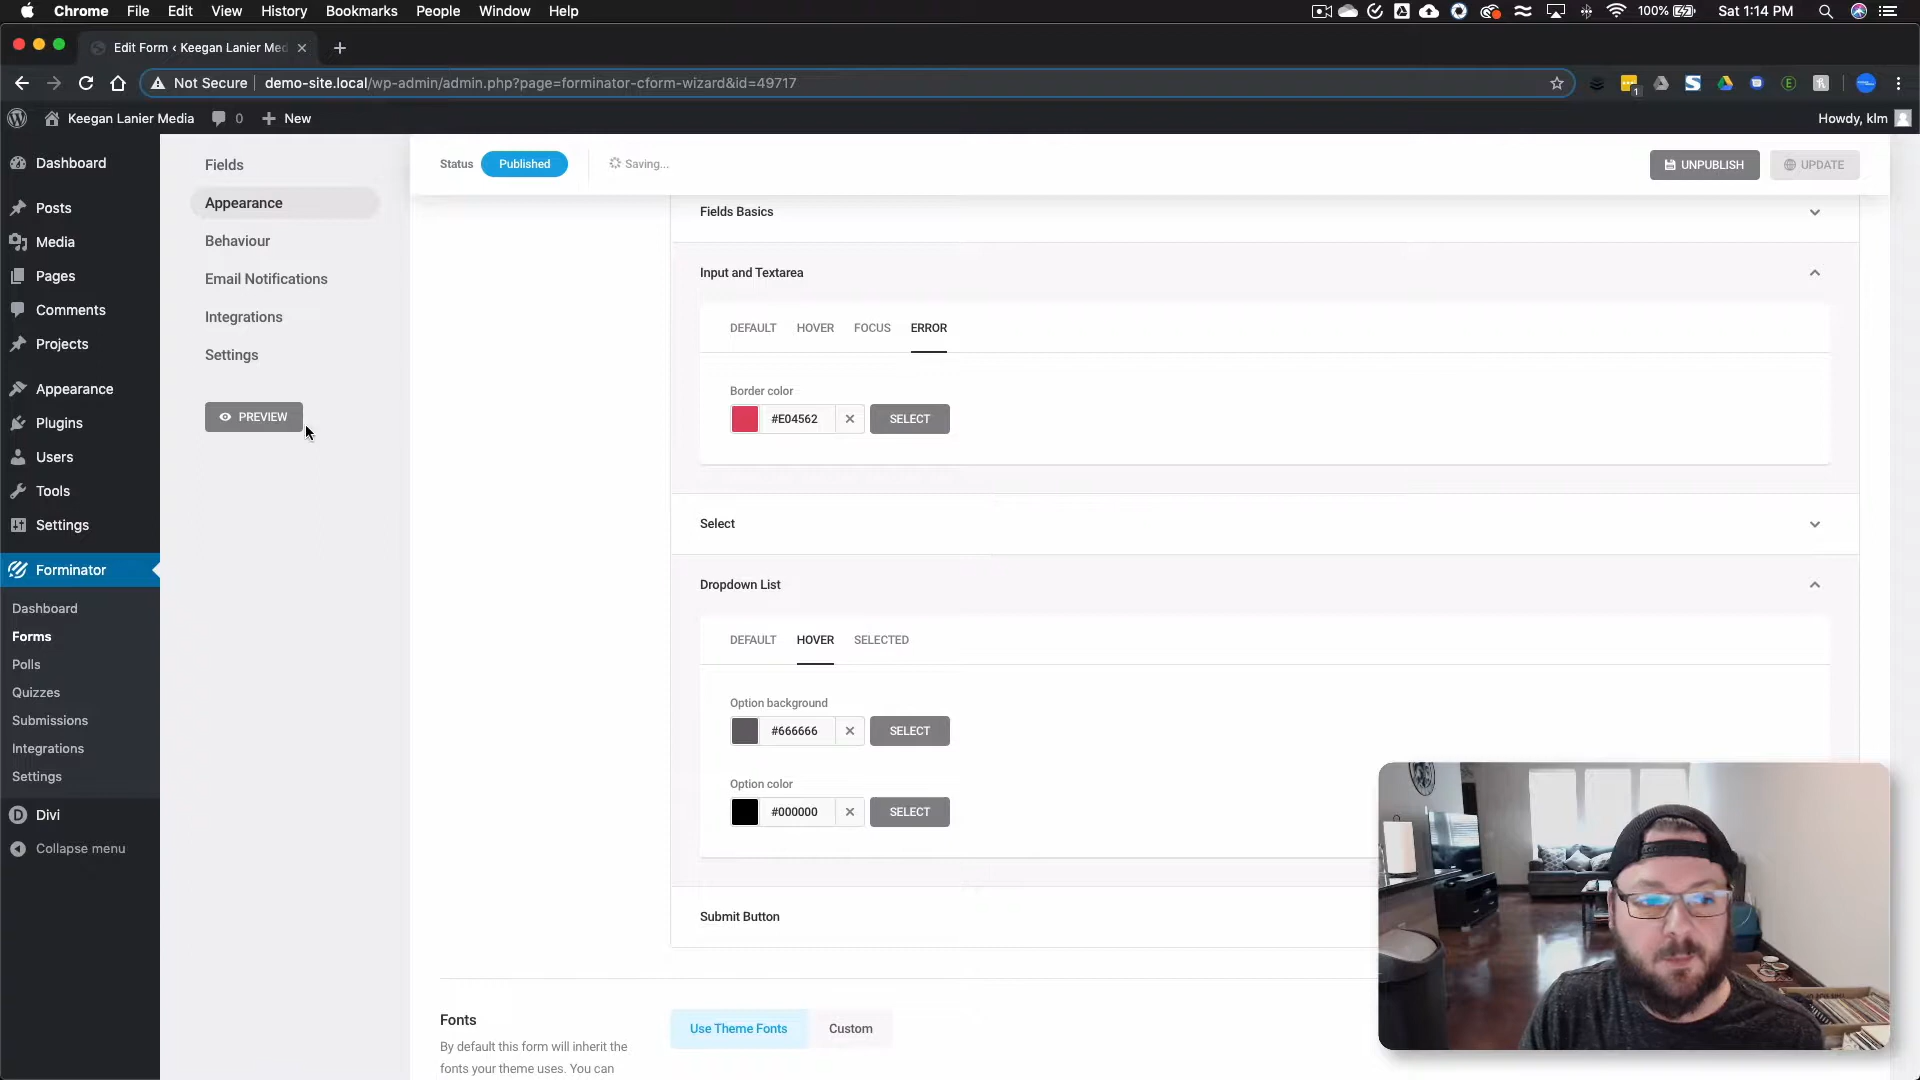 Chrome File Edit View History Bookmarks People Window Help 100% Sat 1:14 PM
Edit Form ‹ Keegan Lanier Med
Not Secure demo-site.local/wp-admin/admin.php?page=forminator-cform-wizard&id=49717
Keegan Lanier Media 0 New Howdy, klm
Dashboard
Posts
Media
Pages
Comments
Projects
Appearance
Plugins
Users
Tools
Settings
Forminator
Dashboard
Forms
Polls
Quizzes
Submissions
Integrations
Settings
Divi
Collapse menu
Fields
Appearance
Behaviour
Email Notifications
Integrations
Settings
PREVIEW
Status Published Saving... UNPUBLISH UPDATE
Fields Basics
Input and Textarea
DEFAULT HOVER FOCUS ERROR
Border color
#E04562 SELECT
Select
Dropdown List
DEFAULT HOVER SELECTED
Option background
#666666 SELECT
Option color
#000000 SELECT
Submit Button
Fonts
By default this form will inherit the
fonts your theme uses. You can
Use Theme Fonts Custom